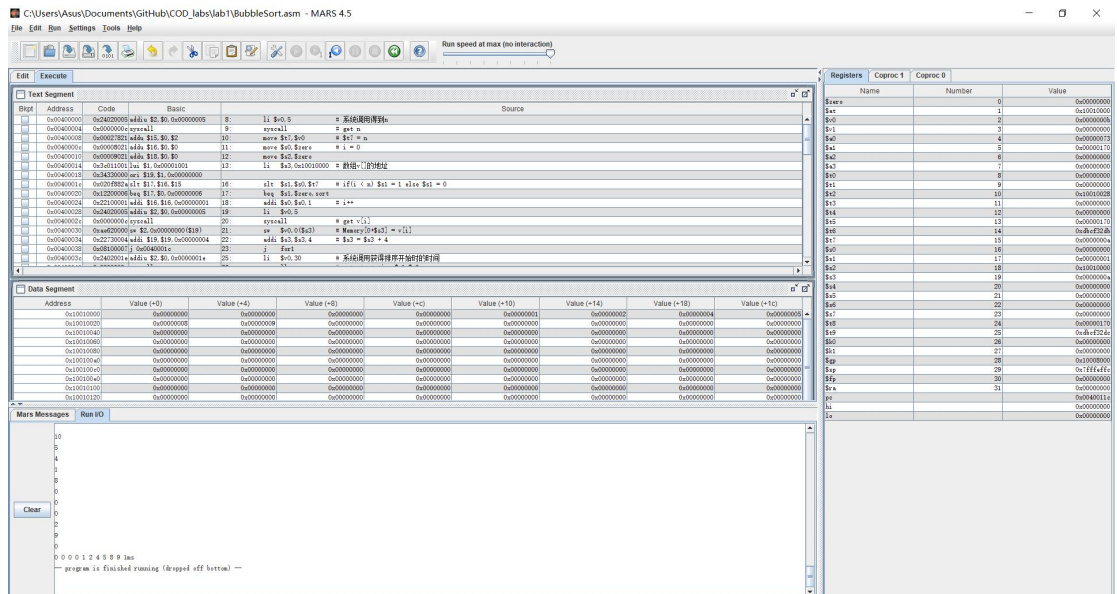 C:\Users\Asus\Documents\GitHub\COD_labs\lab1\BubbleSort.asm - MARS 4.5
File Edit Run Settings Tools Help
Run speed at max (no interaction)
Edit Execute
Text Segment
Bkpt Address Code Basic Source
0x00400000 0x24020005 addiu $2,$0,0x00000005 8: li $v0,5 # 系统调用得到n
0x00400004 0x0000000c syscall 9: syscall # get n
0x00400008 0x00027821 addu $15,$0,$2 10: move $t7,$v0 # $t7 = n
0x0040000c 0x00008021 addu $16,$0,$0 11: move $s0,$zero # i = 0
0x00400010 0x00009021 addu $18,$0,$0 12: move $s2,$zero
0x00400014 0x3c011001 lui $1,0x00001001 13: li $s3,0x10010000 # 数组v[]的地址
0x00400018 0x34330000 ori $19,$1,0x00000000
0x0040001c 0x020f882a slt $17,$16,$15 16: slt $s1,$s0,$t7 # if(i < n) $s1 = 1 else $s1 = 0
0x00400020 0x12200006 beq $17,$0,0x00000006 17: beq $s1,$zero,sort
0x00400024 0x22100001 addi $16,$16,0x00000001 18: addi $s0,$s0,1 # i++
0x00400028 0x24020005 addiu $2,$0,0x00000005 19: li $v0,5
0x0040002c 0x0000000c syscall 20: syscall # get v[i]
0x00400030 0xae620000 sw $2,0x00000000($19) 21: sw $v0,0($s3) # Memory[0+$s3] = v[i]
0x00400034 0x22730004 addi $19,$19,0x00000004 22: addi $s3,$s3,4 # $s3 = $s3 + 4
0x00400038 0x08100007 j 0x0040001c 23: j for1
0x0040003c 0x2402001e addiu $2,$0,0x0000001e 25: li $v0,30 # 系统调用获得排序开始时的时间
Data Segment
Address Value (+0) Value (+4) Value (+8) Value (+c) Value (+10) Value (+14) Value (+18) Value (+1c)
0x10010000 0x00000000 0x00000000 0x00000000 0x00000000 0x00000001 0x00000002 0x00000004 0x00000005
0x10010020 0x00000008 0x00000009 0x00000000 0x00000000 0x00000000 0x00000000 0x00000000 0x00000000
0x10010040 0x00000000 0x00000000 0x00000000 0x00000000 0x00000000 0x00000000 0x00000000 0x00000000
0x10010060 0x00000000 0x00000000 0x00000000 0x00000000 0x00000000 0x00000000 0x00000000 0x00000000
0x10010080 0x00000000 0x00000000 0x00000000 0x00000000 0x00000000 0x00000000 0x00000000 0x00000000
0x100100a0 0x00000000 0x00000000 0x00000000 0x00000000 0x00000000 0x00000000 0x00000000 0x00000000
0x100100c0 0x00000000 0x00000000 0x00000000 0x00000000 0x00000000 0x00000000 0x00000000 0x00000000
0x100100e0 0x00000000 0x00000000 0x00000000 0x00000000 0x00000000 0x00000000 0x00000000 0x00000000
0x10010100 0x00000000 0x00000000 0x00000000 0x00000000 0x00000000 0x00000000 0x00000000 0x00000000
0x10010120 0x00000000 0x00000000 0x00000000 0x00000000 0x00000000 0x00000000 0x00000000 0x00000000
Mars Messages Run I/O
Clear
10
5
4
1
8
0
0
0
2
9
0
0 0 0 0 1 2 4 5 8 9 1ms
-- program is finished running (dropped off bottom) --
Registers Coproc 1 Coproc 0
Name Number Value
$zero 0 0x00000000
$at 1 0x10010000
$v0 2 0x0000000b
$v1 3 0x00000000
$a0 4 0x00000073
$a1 5 0x00000170
$a2 6 0x00000000
$a3 7 0x00000000
$t0 8 0x00000000
$t1 9 0x00000000
$t2 10 0x10010028
$t3 11 0x00000000
$t4 12 0x00000000
$t5 13 0x00000170
$t6 14 0xdbcf32db
$t7 15 0x0000000a
$s0 16 0x00000000
$s1 17 0x00000001
$s2 18 0x10010000
$s3 19 0x0000000a
$s4 20 0x00000000
$s5 21 0x00000000
$s6 22 0x00000000
$s7 23 0x00000000
$t8 24 0x00000170
$t9 25 0xdbcf32dc
$k0 26 0x00000000
$k1 27 0x00000000
$gp 28 0x10008000
$sp 29 0x7fffeffc
$fp 30 0x00000000
$ra 31 0x00000000
pc 0x0040011c
hi 0x00000000
lo 0x00000000